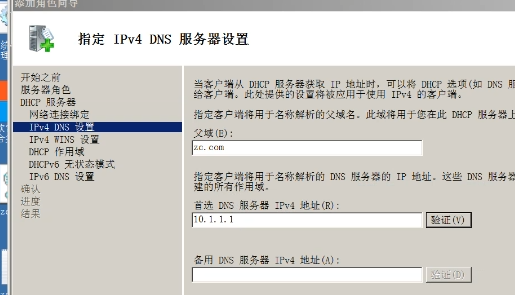 添加角色向导
指定 IPv4 DNS 服务器设置
开始之前
服务器角色
DHCP 服务器
网络连接绑定
IPv4 DNS 设置
IPv4 WINS 设置
DHCP 作用域
DHCPv6 无状态模式
IPv6 DNS 设置
确认
进度
结果
当客户端从 DHCP 服务器获取 IP 地址时，可以将 DHCP 选项(如 DNS 服
给客户端。此处提供的设置将被应用于使用 IPv4 的客户端。
指定客户端将用于名称解析的父域名。此域将用于您在此 DHCP 服务器上
父域(E):
zc.com
指定客户端将用于名称解析的 DNS 服务器的 IP 地址。这些 DNS 服务器
建的所有作用域。
首选 DNS 服务器 IPv4 地址(R):
10.1.1.1
验证(V)
备用 DNS 服务器 IPv4 地址(A):
验证(D)